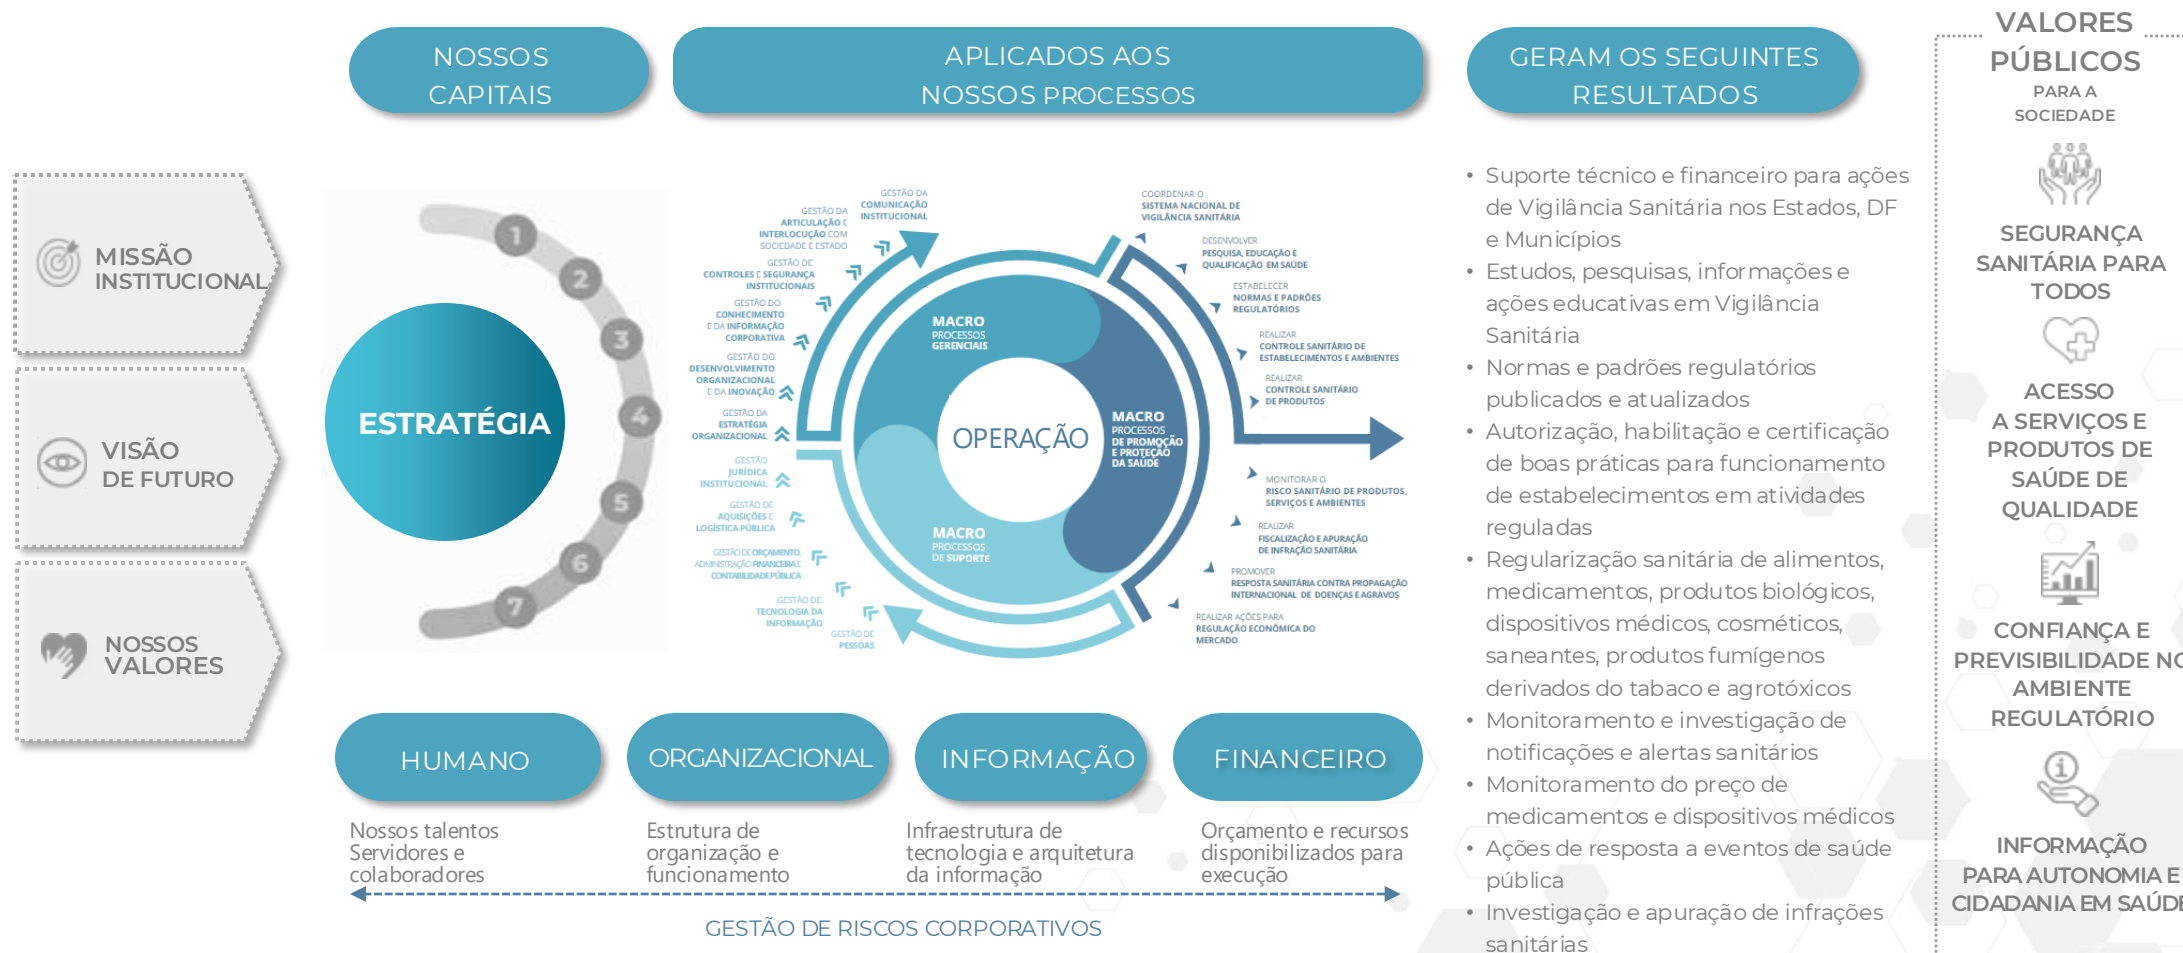 NOSSOS
CAPITAIS
APLICADOS AOS
NOSSOS PROCESSOS
GERAM OS SEGUINTES
RESULTADOS
VALORES
PÚBLICOS
PARA A
SOCIEDADE
MISSÃO
INSTITUCIONAL
VISÃO
DE FUTURO
NOSSOS
VALORES
ESTRATÉGIA
1
2
3
4
5
6
7
GESTÃO DA
COMUNICAÇÃO
INSTITUCIONAL
GESTÃO DA
ARTICULAÇÃO E
INTERLOCUÇÃO COM
SOCIEDADE E ESTADO
GESTÃO DE
CONTROLES E SEGURANÇA
INSTITUCIONAIS
GESTÃO DO
CONHECIMENTO
E DA INFORMAÇÃO
CORPORATIVA
GESTÃO DO
DESENVOLVIMENTO
ORGANIZACIONAL
E DA INOVAÇÃO
GESTÃO DA
ESTRATÉGIA
ORGANIZACIONAL
GESTÃO
JURÍDICA
INSTITUCIONAL
GESTÃO DE
AQUISIÇÕES E
LOGÍSTICA PÚBLICA
GESTÃO DE ORÇAMENTO,
ADMINISTRAÇÃO FINANCEIRA E
CONTABILIDADE PÚBLICA
GESTÃO DE
TECNOLOGIA DA
INFORMAÇÃO
GESTÃO DE
PESSOAS
MACRO
PROCESSOS
GERENCIAIS
OPERAÇÃO
MACRO
PROCESSOS
DE PROMOÇÃO
E PROTEÇÃO
DA SAÚDE
MACRO
PROCESSOS
DE SUPORTE
COORDENAR O
SISTEMA NACIONAL DE
VIGILÂNCIA SANITÁRIA
DESENVOLVER
PESQUISA, EDUCAÇÃO E
QUALIFICAÇÃO EM SAÚDE
ESTABELECER
NORMAS E PADRÕES
REGULATÓRIOS
REALIZAR
CONTROLE SANITÁRIO DE
ESTABELECIMENTOS E AMBIENTES
REALIZAR
CONTROLE SANITÁRIO
DE PRODUTOS
MONITORAR O
RISCO SANITÁRIO DE PRODUTOS,
SERVIÇOS E AMBIENTES
REALIZAR
FISCALIZAÇÃO E APURAÇÃO
DE INFRAÇÃO SANITÁRIA
PROMOVER
RESPOSTA SANITÁRIA CONTRA PROPAGAÇÃO
INTERNACIONAL DE DOENÇAS E AGRAVOS
REALIZAR AÇÕES PARA
REGULAÇÃO ECONÔMICA DO
MERCADO
HUMANO
Nossos talentos
Servidores e
colaboradores
ORGANIZACIONAL
Estrutura de
organização e
funcionamento
INFORMAÇÃO
Infraestrutura de
tecnologia e arquitetura
da informação
FINANCEIRO
Orçamento e recursos
disponibilizados para
execução
GESTÃO DE RISCOS CORPORATIVOS
• Suporte técnico e financeiro para ações
de Vigilância Sanitária nos Estados, DF
e Municípios
• Estudos, pesquisas, informações e
ações educativas em Vigilância
Sanitária
• Normas e padrões regulatórios
publicados e atualizados
• Autorização, habilitação e certificação
de boas práticas para funcionamento
de estabelecimentos em atividades
reguladas
• Regularização sanitária de alimentos,
medicamentos, produtos biológicos,
dispositivos médicos, cosméticos,
saneantes, produtos fumígenos
derivados do tabaco e agrotóxicos
• Monitoramento e investigação de
notificações e alertas sanitários
• Monitoramento do preço de
medicamentos e dispositivos médicos
• Ações de resposta a eventos de saúde
pública
• Investigação e apuração de infrações
sanitárias
SEGURANÇA
SANITÁRIA PARA
TODOS
ACESSO
A SERVIÇOS E
PRODUTOS DE
SAÚDE DE
QUALIDADE
CONFIANÇA E
PREVISIBILIDADE NO
AMBIENTE
REGULATÓRIO
INFORMAÇÃO
PARA AUTONOMIA E
CIDADANIA EM SAÚDE